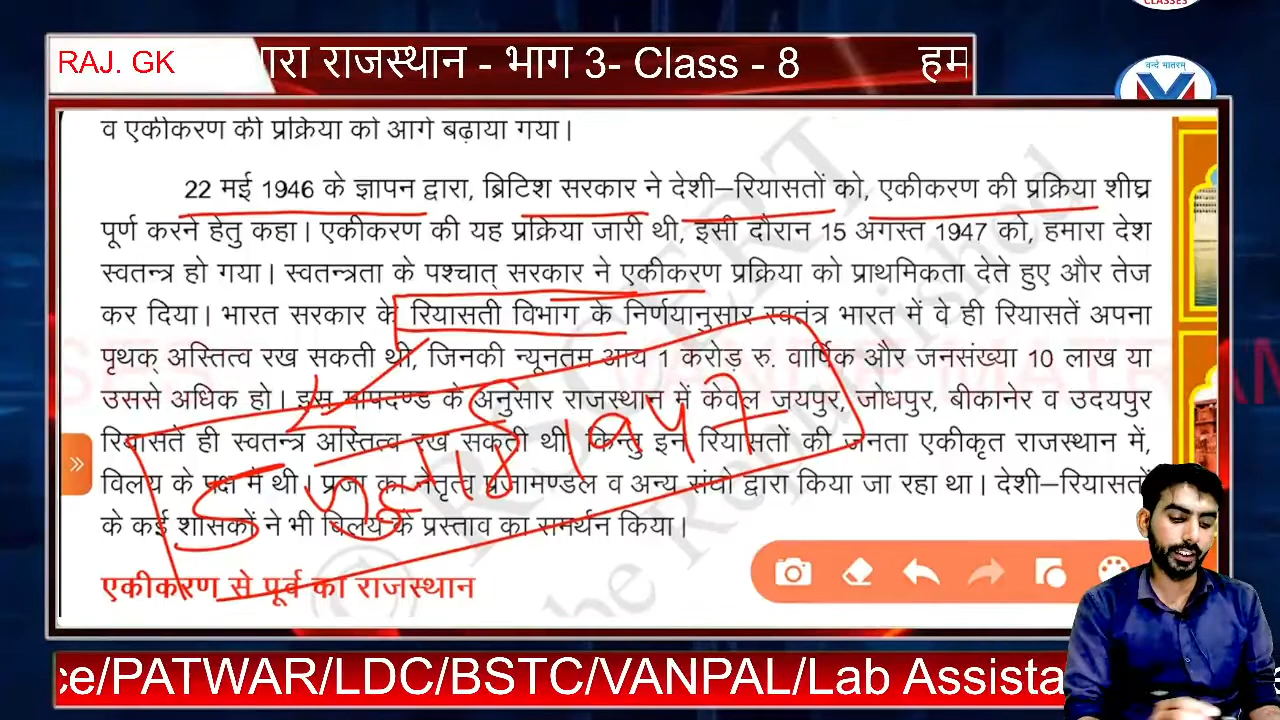 CLASSES
RAJ. GK
ारा राजस्थान - भाग 3- Class - 8 हम
वन्दे मातरम्
व एकीकरण की प्रक्रिया को आगे बढ़ाया गया।
22 मई 1946 के ज्ञापन द्वारा, ब्रिटिश सरकार ने देशी–रियासतों को, एकीकरण की प्रक्रिया शीघ्र
पूर्ण करने हेतु कहा। एकीकरण की यह प्रक्रिया जारी थी, इसी दौरान 15 अगस्त 1947 को, हमारा देश
स्वतन्त्र हो गया। स्वतन्त्रता के पश्चात् सरकार ने एकीकरण प्रक्रिया को प्राथमिकता देते हुए और तेज
कर दिया। भारत सरकार के रियासती विभाग के निर्णयानुसार स्वतंत्र भारत में वे ही रियासतें अपना
पृथक् अस्तित्व रख सकती थी, जिनकी न्यूनतम आय 1 करोड़ रु. वार्षिक और जनसंख्या 10 लाख या
उससे अधिक हो। इस मापदण्ड के अनुसार राजस्थान में केवल जयपुर, जोधपुर, बीकानेर व उदयपुर
रियासतें ही स्वतन्त्र अस्तित्व रख सकती थी, किन्तु इन रियासतों की जनता एकीकृत राजस्थान में,
विलय के पक्ष में थी। प्रजा का नेतृत्व प्रजामण्डल व अन्य संघो द्वारा किया जा रहा था। देशी–रियासतों
के कई शासकों ने भी विलय के प्रस्ताव का समर्थन किया।
5 1947
एकीकरण से पूर्व का राजस्थान
ce/PATWAR/LDC/BSTC/VANPAL/Lab Assista